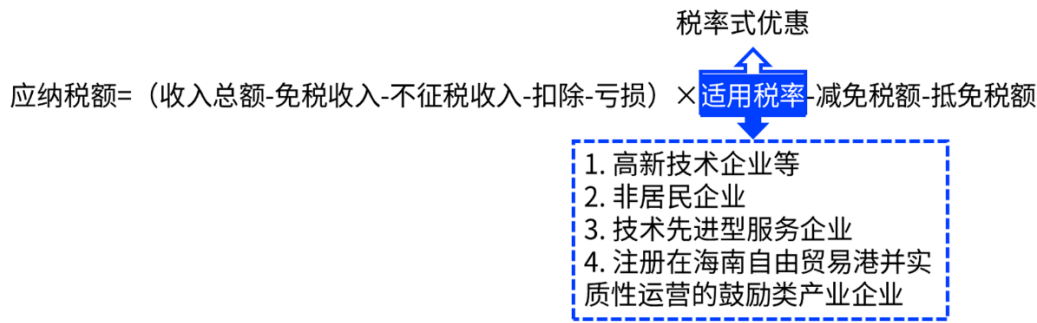 税率式优惠
应纳税额=（收入总额-免税收入-不征税收入-扣除-亏损）×适用税率-减免税额-抵免税额
1. 高新技术企业等
2. 非居民企业
3. 技术先进型服务企业
4. 注册在海南自由贸易港并实
质性运营的鼓励类产业企业